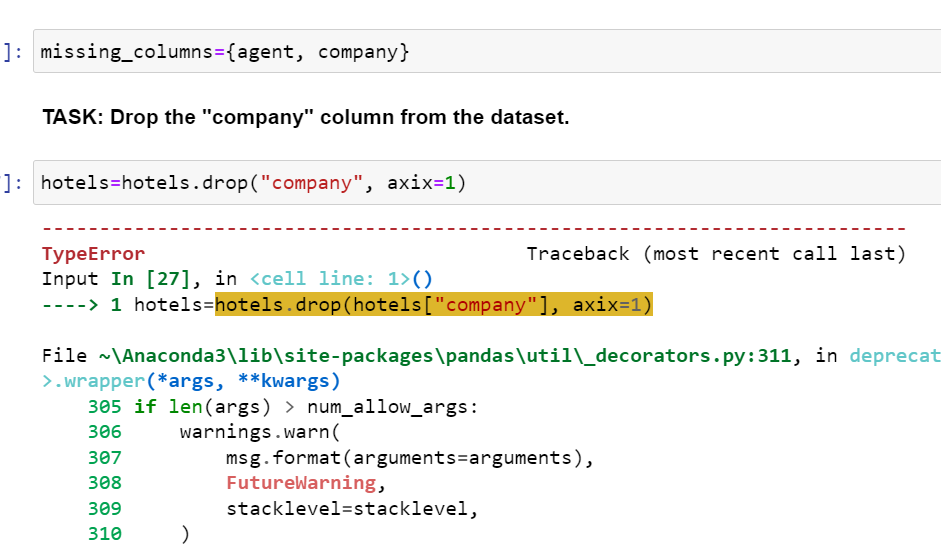 ]:
missing_columns={agent, company}
TASK: Drop the "company" column from the dataset.
]:
hotels=hotels.drop("company", axix=1)
---------------------------------------------------------------------------
TypeError                                 Traceback (most recent call last)
Input In [27], in <cell line: 1>()
----> 1 hotels=hotels.drop(hotels["company"], axix=1)
File ~\Anaconda3\lib\site-packages\pandas\util\_decorators.py:311, in deprecat
>.wrapper(*args, **kwargs)
305 if len(args) > num_allow_args:
306     warnings.warn(
307         msg.format(arguments=arguments),
308         FutureWarning,
309         stacklevel=stacklevel,
310     )